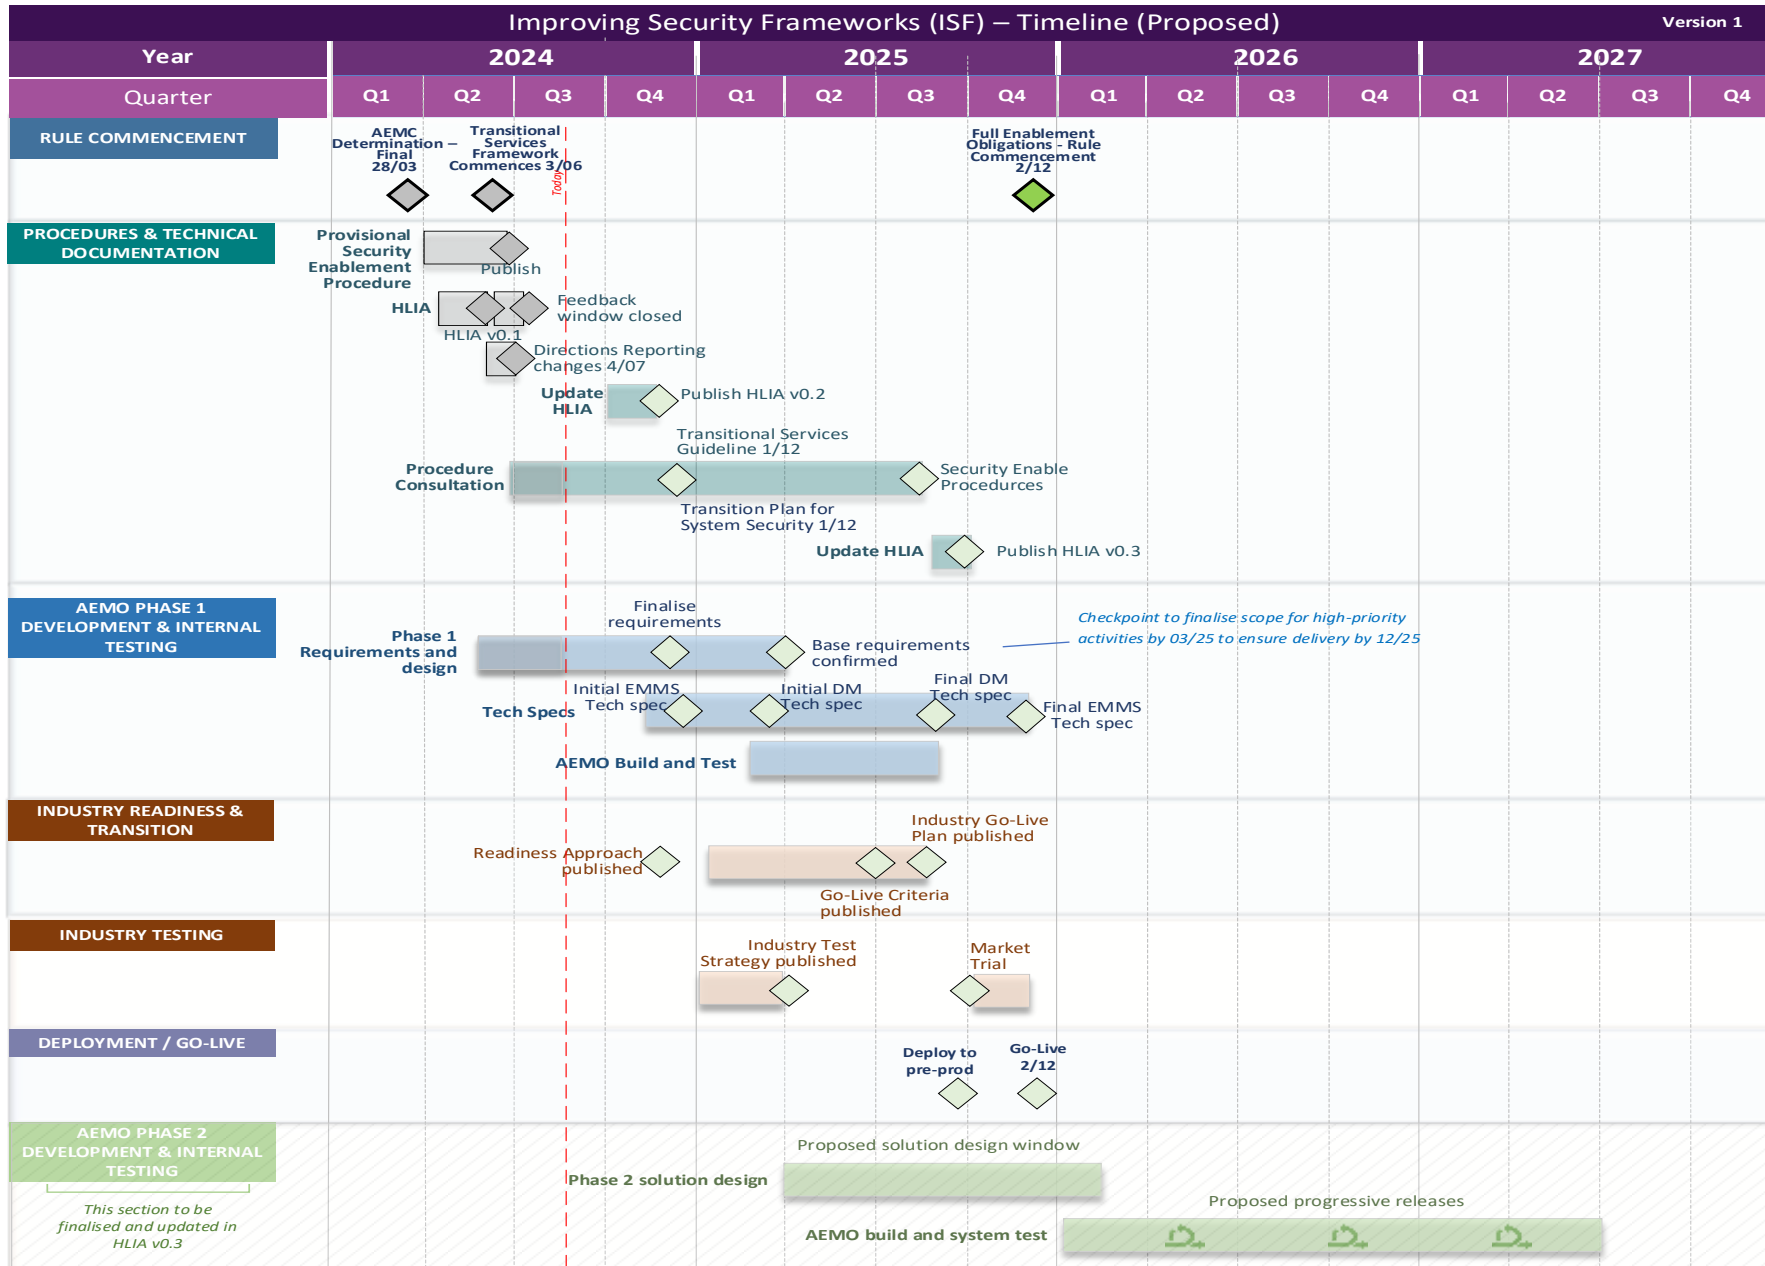 Improving Security Frameworks (ISF) – Timeline (Proposed)
Version 1
Year
2024
2025
2026
2027
Quarter
Q1
Q2
Q3
Q4
Q1
Q2
Q3
Q4
Q1
Q2
Q3
Q4
Q1
Q2
Q3
Q4
RULE COMMENCEMENT
AEMC
Determination –
Final
28/03
Transitional
Services
Framework
Commences 3/06
Today
Full Enablement
Obligations - Rule
Commencement
2/12
PROCEDURES & TECHNICAL
DOCUMENTATION
Provisional
Security
Enablement
Procedure
Publish
HLIA
Feedback
window closed
HLIA v0.1
Directions Reporting
changes 4/07
Update
HLIA
Publish HLIA v0.2
Transitional Services
Guideline 1/12
Procedure
Consultation
Security Enable
Procedurces
Transition Plan for
System Security 1/12
Update HLIA
Publish HLIA v0.3
AEMO PHASE 1
DEVELOPMENT & INTERNAL
TESTING
Finalise
requirements
Phase 1
Requirements and
design
Base requirements
confirmed
Checkpoint to finalise scope for high-priority
activities by 03/25 to ensure delivery by 12/25
Tech Specs
Initial EMMS
Tech spec
Initial DM
Tech spec
Final DM
Tech spec
Final EMMS
Tech spec
AEMO Build and Test
INDUSTRY READINESS &
TRANSITION
Readiness Approach
published
Industry Go-Live
Plan published
Go-Live Criteria
published
INDUSTRY TESTING
Industry Test
Strategy published
Market
Trial
DEPLOYMENT / GO-LIVE
Deploy to
pre-prod
Go-Live
2/12
AEMO PHASE 2
DEVELOPMENT & INTERNAL
TESTING
This section to be
finalised and updated in
HLIA v0.3
Proposed solution design window
Phase 2 solution design
Proposed progressive releases
AEMO build and system test